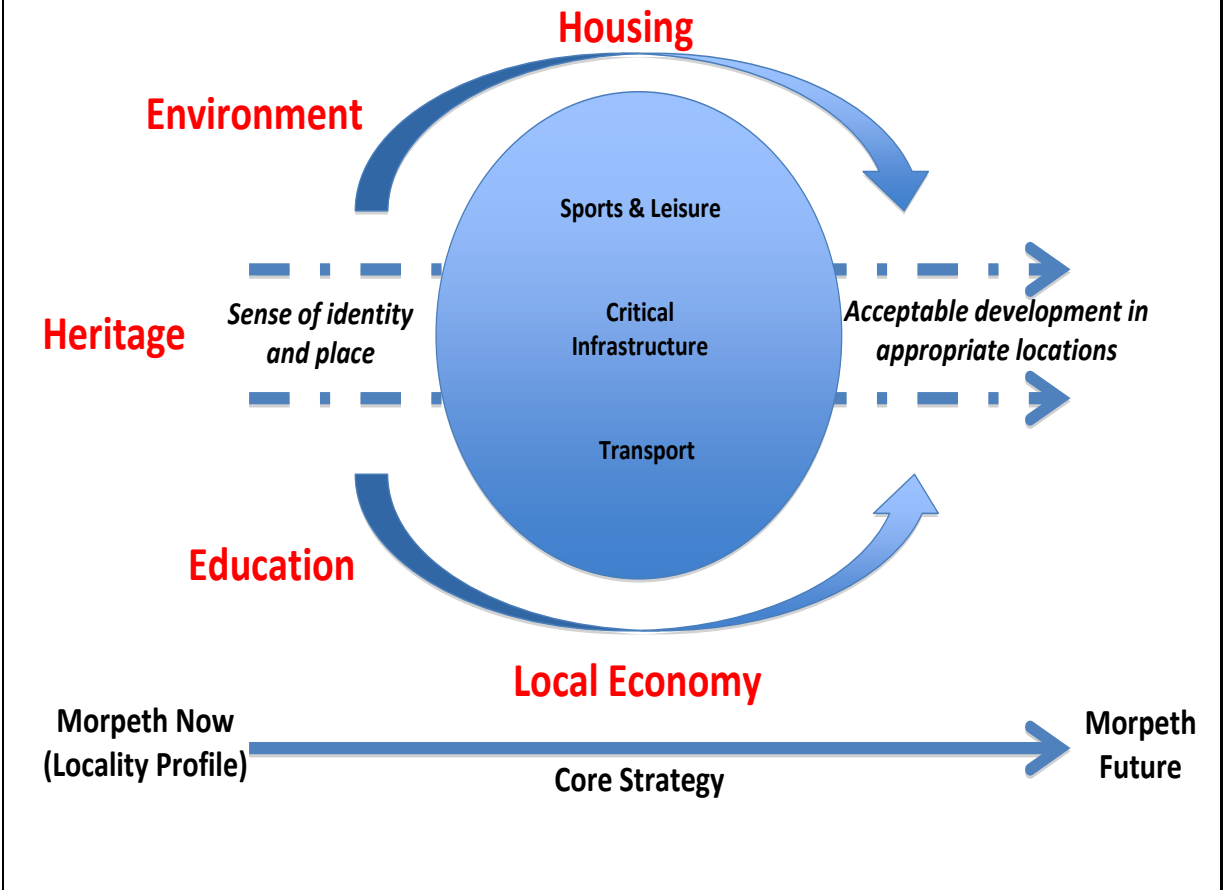 Housing
Environment
Sports & Leisure
Heritage
Sense of identity
and place
Critical
Infrastructure
Acceptable development in
appropriate locations
Transport
Education
Local Economy
Morpeth Now
(Locality Profile)
Core Strategy
Morpeth
Future